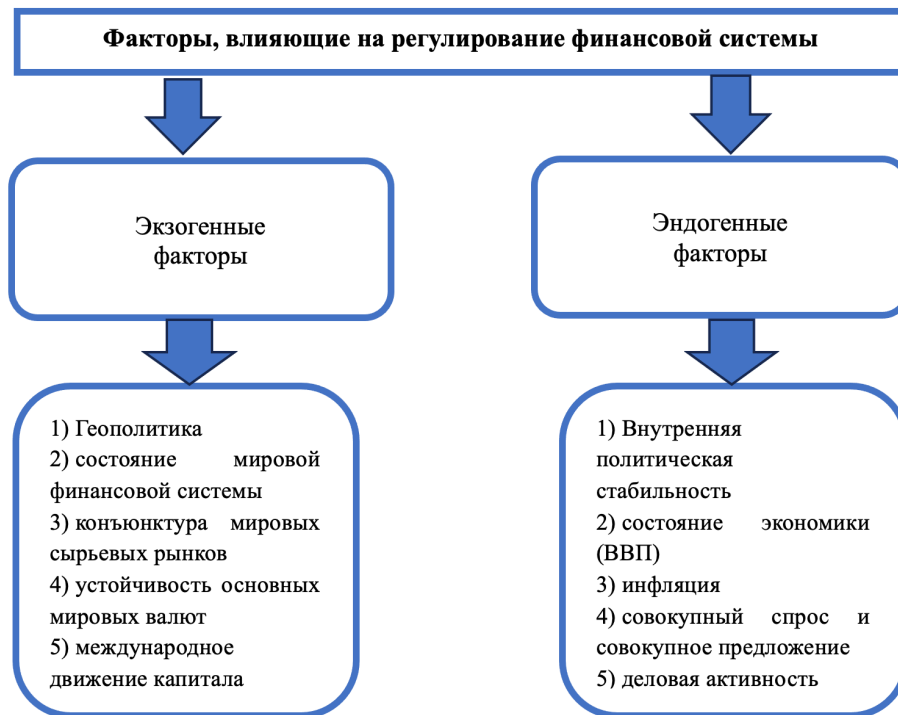 Факторы, влияющие на регулирование финансовой системы
Экзогенные
факторы
Эндогенные
факторы
1) Геополитика
2) состояние мировой
финансовой системы
3) конъюнктура мировых
сырьевых рынков
4) устойчивость основных
мировых валют
5) международное
движение капитала
1) Внутренняя
политическая
стабильность
2) состояние экономики
(ВВП)
3) инфляция
4) совокупный спрос и
совокупное предложение
5) деловая активность